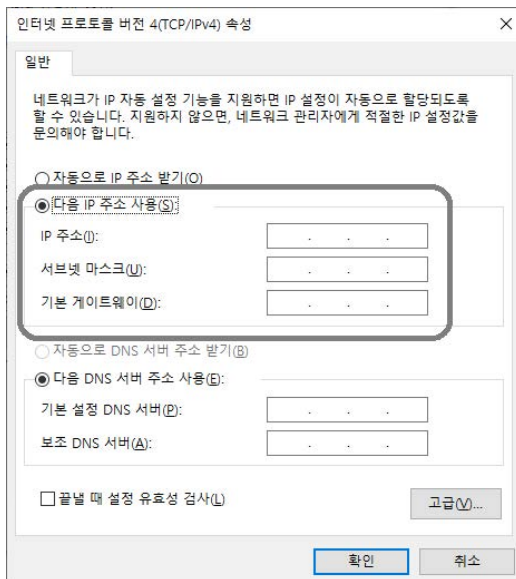 인터넷 프로토콜 버전 4(TCP/IPv4) 속성
일반
네트워크가 IP 자동 설정 기능을 지원하면 IP 설정이 자동으로 할당되도록
할 수 있습니다. 지원하지 않으면, 네트워크 관리자에게 적절한 IP 설정값을
문의해야 합니다.
자동으로 IP 주소 받기(O)
다음 IP 주소 사용(S):
IP 주소(I):
서브넷 마스크(U):
기본 게이트웨이(D):
자동으로 DNS 서버 주소 받기(B)
다음 DNS 서버 주소 사용(E):
기본 설정 DNS 서버(P):
보조 DNS 서버(A):
끝낼 때 설정 유효성 검사(L)
고급(V)...
확인 취소